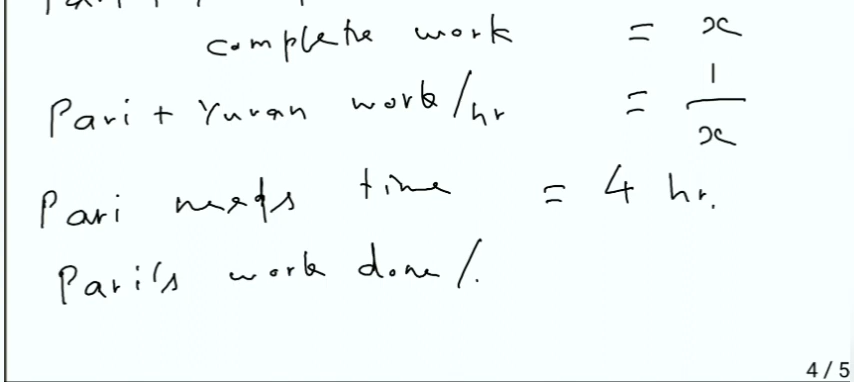 complete work = x
Pari + Yuvan work/hr = 1/x
Pari needs time = 4 hr.
Pari's work done /.
4 / 5